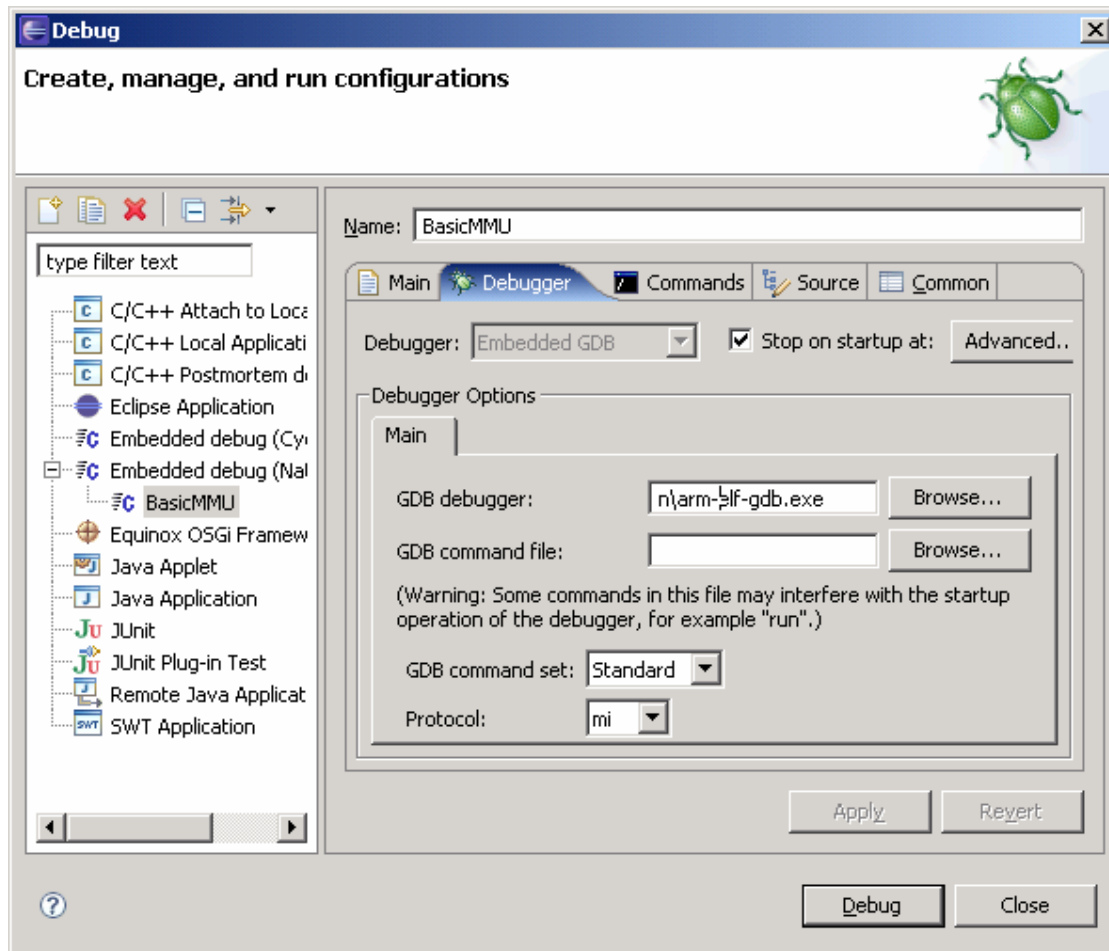 Debug
Create, manage, and run configurations
Name: BasicMMU
type filter text
Main Debugger Commands Source Common
C/C++ Attach to Loca
C/C++ Local Applicati
C/C++ Postmortem d
Eclipse Application
Embedded debug (Cy
Embedded debug (Na
BasicMMU
Equinox OSGi Framew
Java Applet
Java Application
JUnit
JUnit Plug-in Test
Remote Java Applicat
SWT Application
Debugger: Embedded GDB Stop on startup at: Advanced..
Debugger Options
Main
GDB debugger: n\arm-elf-gdb.exe Browse...
GDB command file: Browse...
(Warning: Some commands in this file may interfere with the startup
operation of the debugger, for example "run".)
GDB command set: Standard
Protocol: mi
Apply Revert
Debug Close